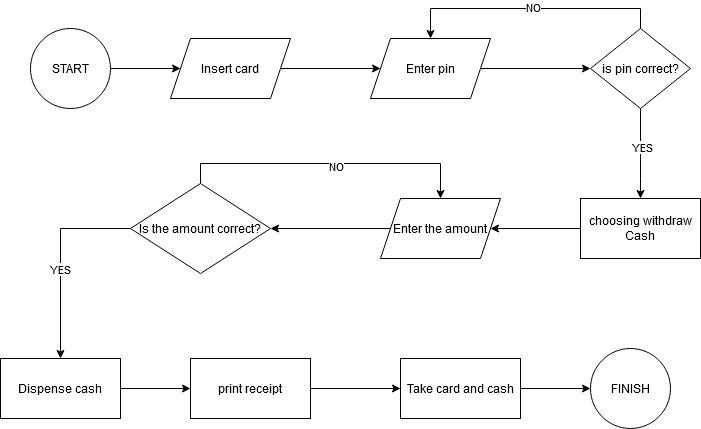 NO
START
Insert card
Enter pin
is pin correct?
YES
NO
Is the amount correct?
Enter the amount
choosing withdraw
Cash
YES
Dispense cash
print receipt
Take card and cash
FINISH